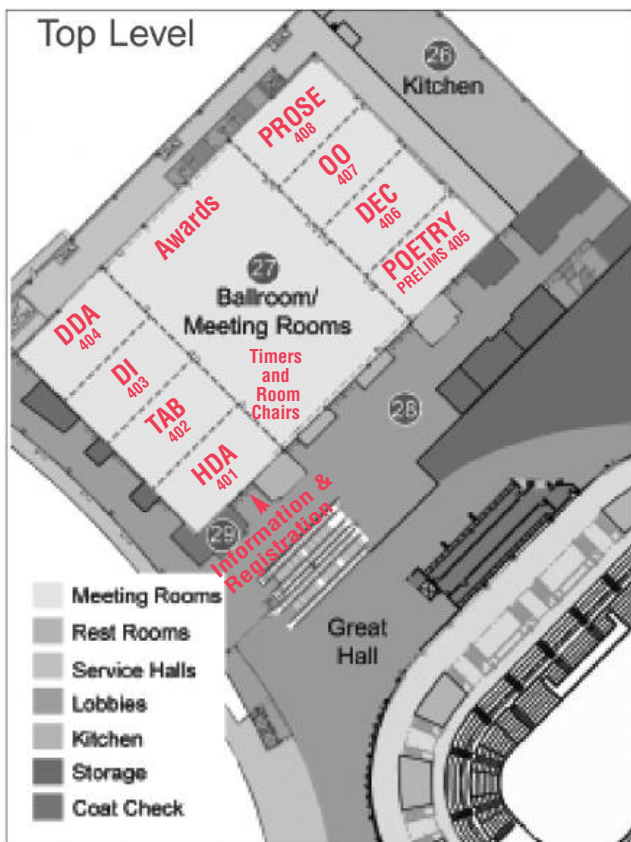 Top Level
26
Kitchen
PROSE
408
OO
407
DEC
406
POETRY
PRELIMS 405
Awards
27
Ballroom/
Meeting Rooms
Timers
and
Room
Chairs
DDA
404
DI
403
TAB
402
HDA
401
28
29
Information &
Registration
Great
Hall
Meeting Rooms
Rest Rooms
Service Halls
Lobbies
Kitchen
Storage
Coat Check